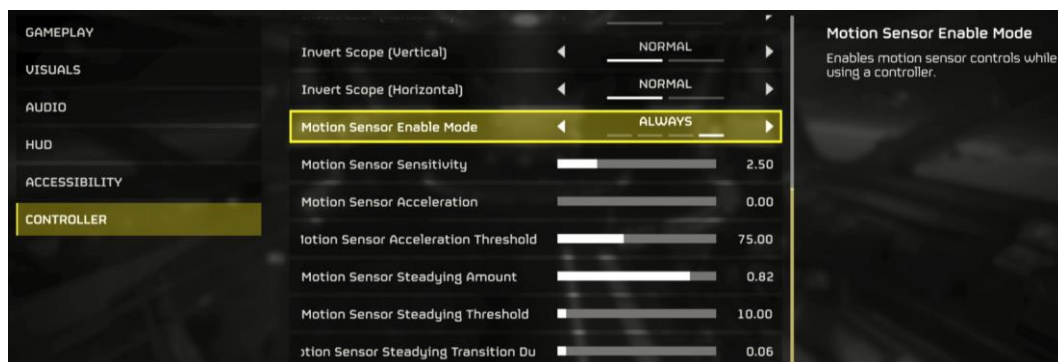 GAMEPLAY
VISUALS
AUDIO
HUD
ACCESSIBILITY
CONTROLLER
Invert Scope (Vertical)
NORMAL
Invert Scope (Horizontal)
NORMAL
Motion Sensor Enable Mode
ALWAYS
Motion Sensor Sensitivity
2.50
Motion Sensor Acceleration
0.00
otion Sensor Acceleration Threshold
75.00
Motion Sensor Steadying Amount
0.82
Motion Sensor Steadying Threshold
10.00
otion Sensor Steadying Transition Du
0.06
Motion Sensor Enable Mode
Enables motion sensor controls while
using a controller.